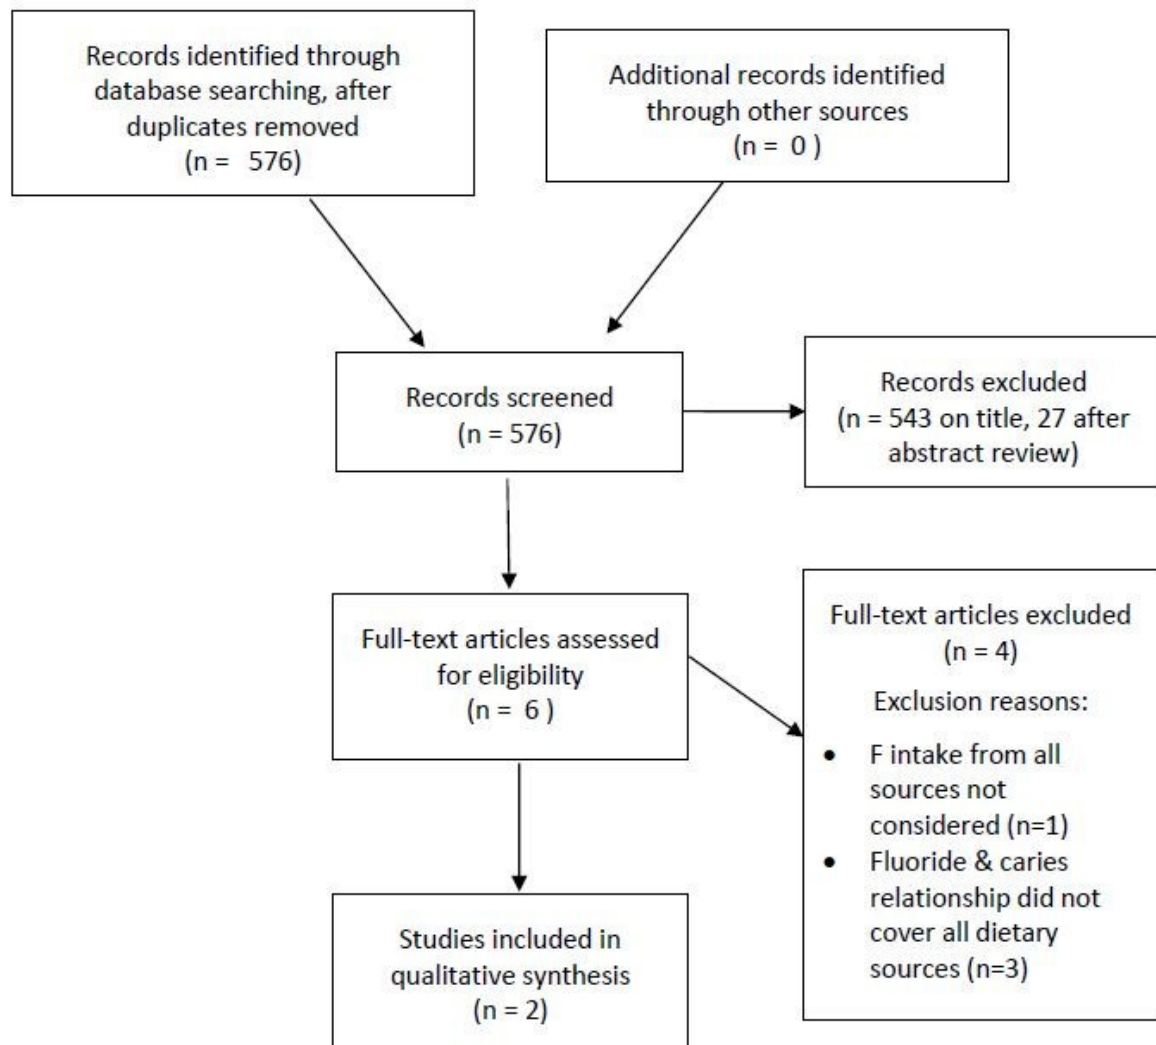 Records identified through
database searching, after
duplicates removed
(n =   576)
Additional records identified
through other sources
(n =  0 )
Records screened
(n = 576)
Records excluded
(n = 543 on title, 27 after
abstract review)
Full-text articles assessed
for eligibility
(n =  6 )
Full-text articles excluded
(n = 4)
Exclusion reasons:
• F intake from all
sources not
considered (n=1)
• Fluoride & caries
relationship did not
cover all dietary
sources (n=3)
Studies included in
qualitative synthesis
(n = 2)